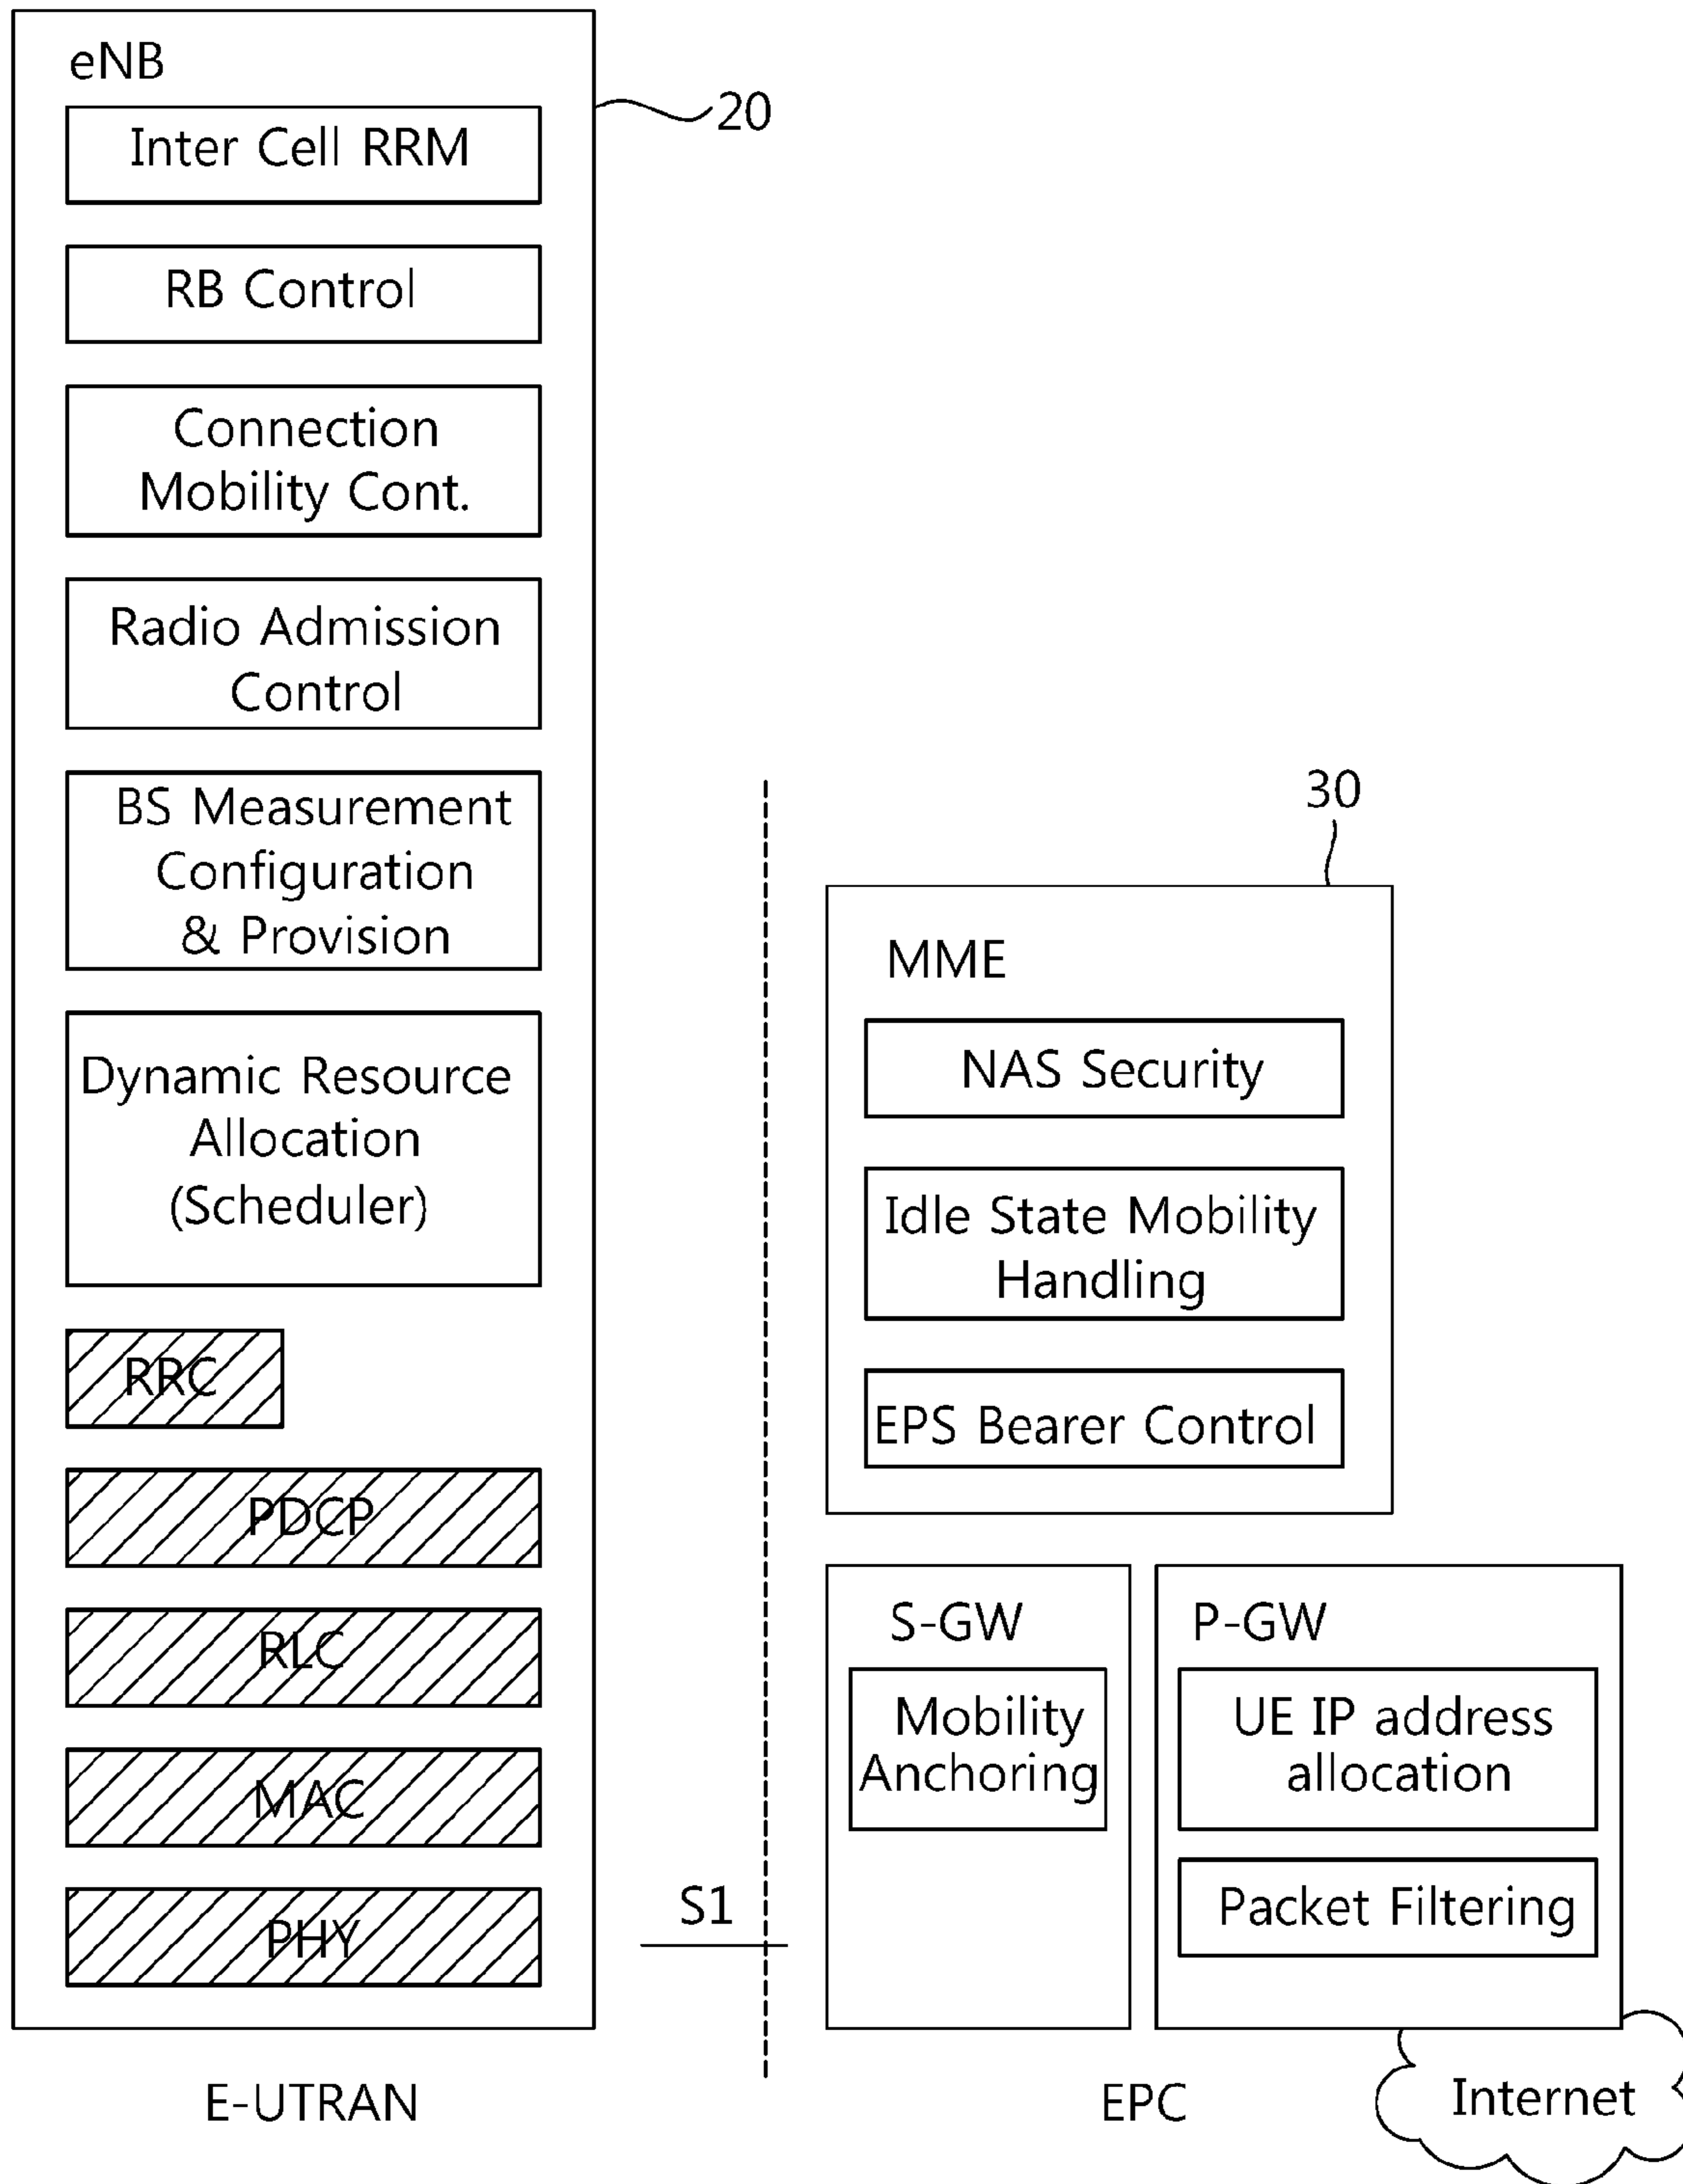 eNB
20
Inter Cell RRM
RB Control
Connection
Mobility Cont.
Radio Admission
Control
BS Measurement
Configuration
& Provision
Dynamic Resource
Allocation
(Scheduler)
RRC
PDCP
RLC
MAC
PHY
E-UTRAN
S1
30
MME
NAS Security
Idle State Mobility
Handling
EPS Bearer Control
S-GW
Mobility
Anchoring
P-GW
UE IP address
allocation
Packet Filtering
EPC
Internet